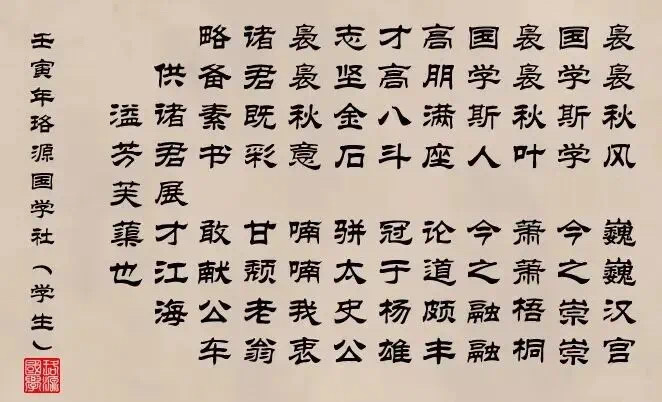 袅袅秋风 巍巍汉宫
国学斯学 今之崇崇
袅袅秋叶 萧萧梧桐
国学斯人 今之融融
高朋满座 论道颇丰
才高八斗 冠于杨雄
志坚金石 骈太史公
袅袅秋意 喃喃我衷
诸君既彩 甘颓老翁
略备素书 敢献公车
供诸君展才江海
溢芳芙蕖也
壬寅年珞源国学社（学生）
珞源國學